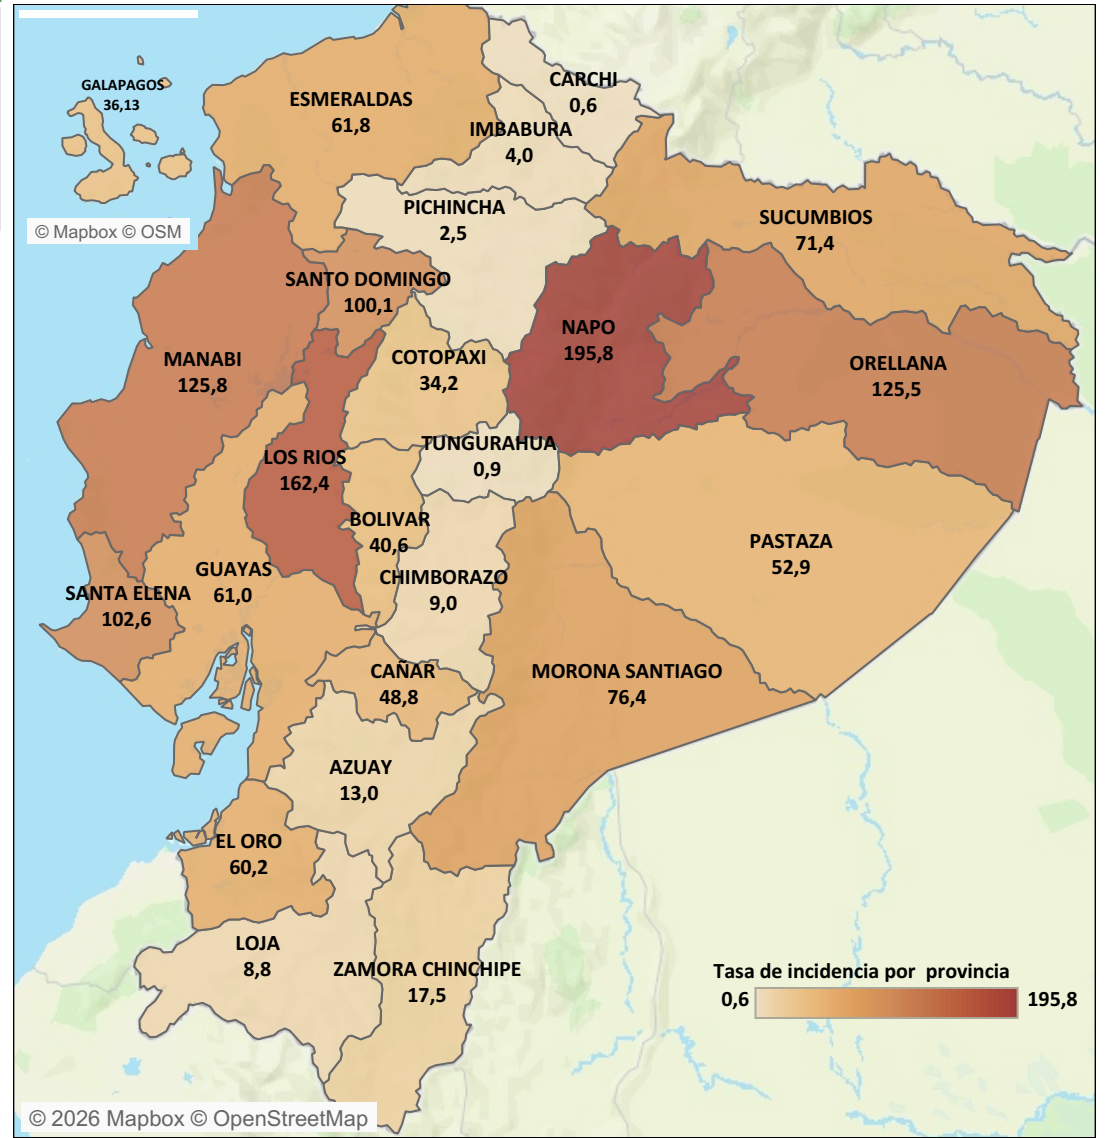 CARCHI
0,6
GALAPAGOS
36,13
ESMERALDAS
61,8
IMBABURA
4,0
PICHINCHA
2,5
SUCUMBIOS
71,4
© Mapbox © OSM
SANTO DOMINGO
100,1
NAPO
195,8
MANABI
125,8
COTOPAXI
34,2
ORELLANA
125,5
TUNGURAHUA
0,9
LOS RIOS
162,4
BOLIVAR
40,6
PASTAZA
52,9
GUAYAS
61,0
CHIMBORAZO
9,0
SANTA ELENA
102,6
CAÑAR
48,8
MORONA SANTIAGO
76,4
AZUAY
13,0
EL ORO
60,2
LOJA
8,8
ZAMORA CHINCHIPE
17,5
Tasa de incidencia por provincia
0,6 195,8
© 2026 Mapbox © OpenStreetMap